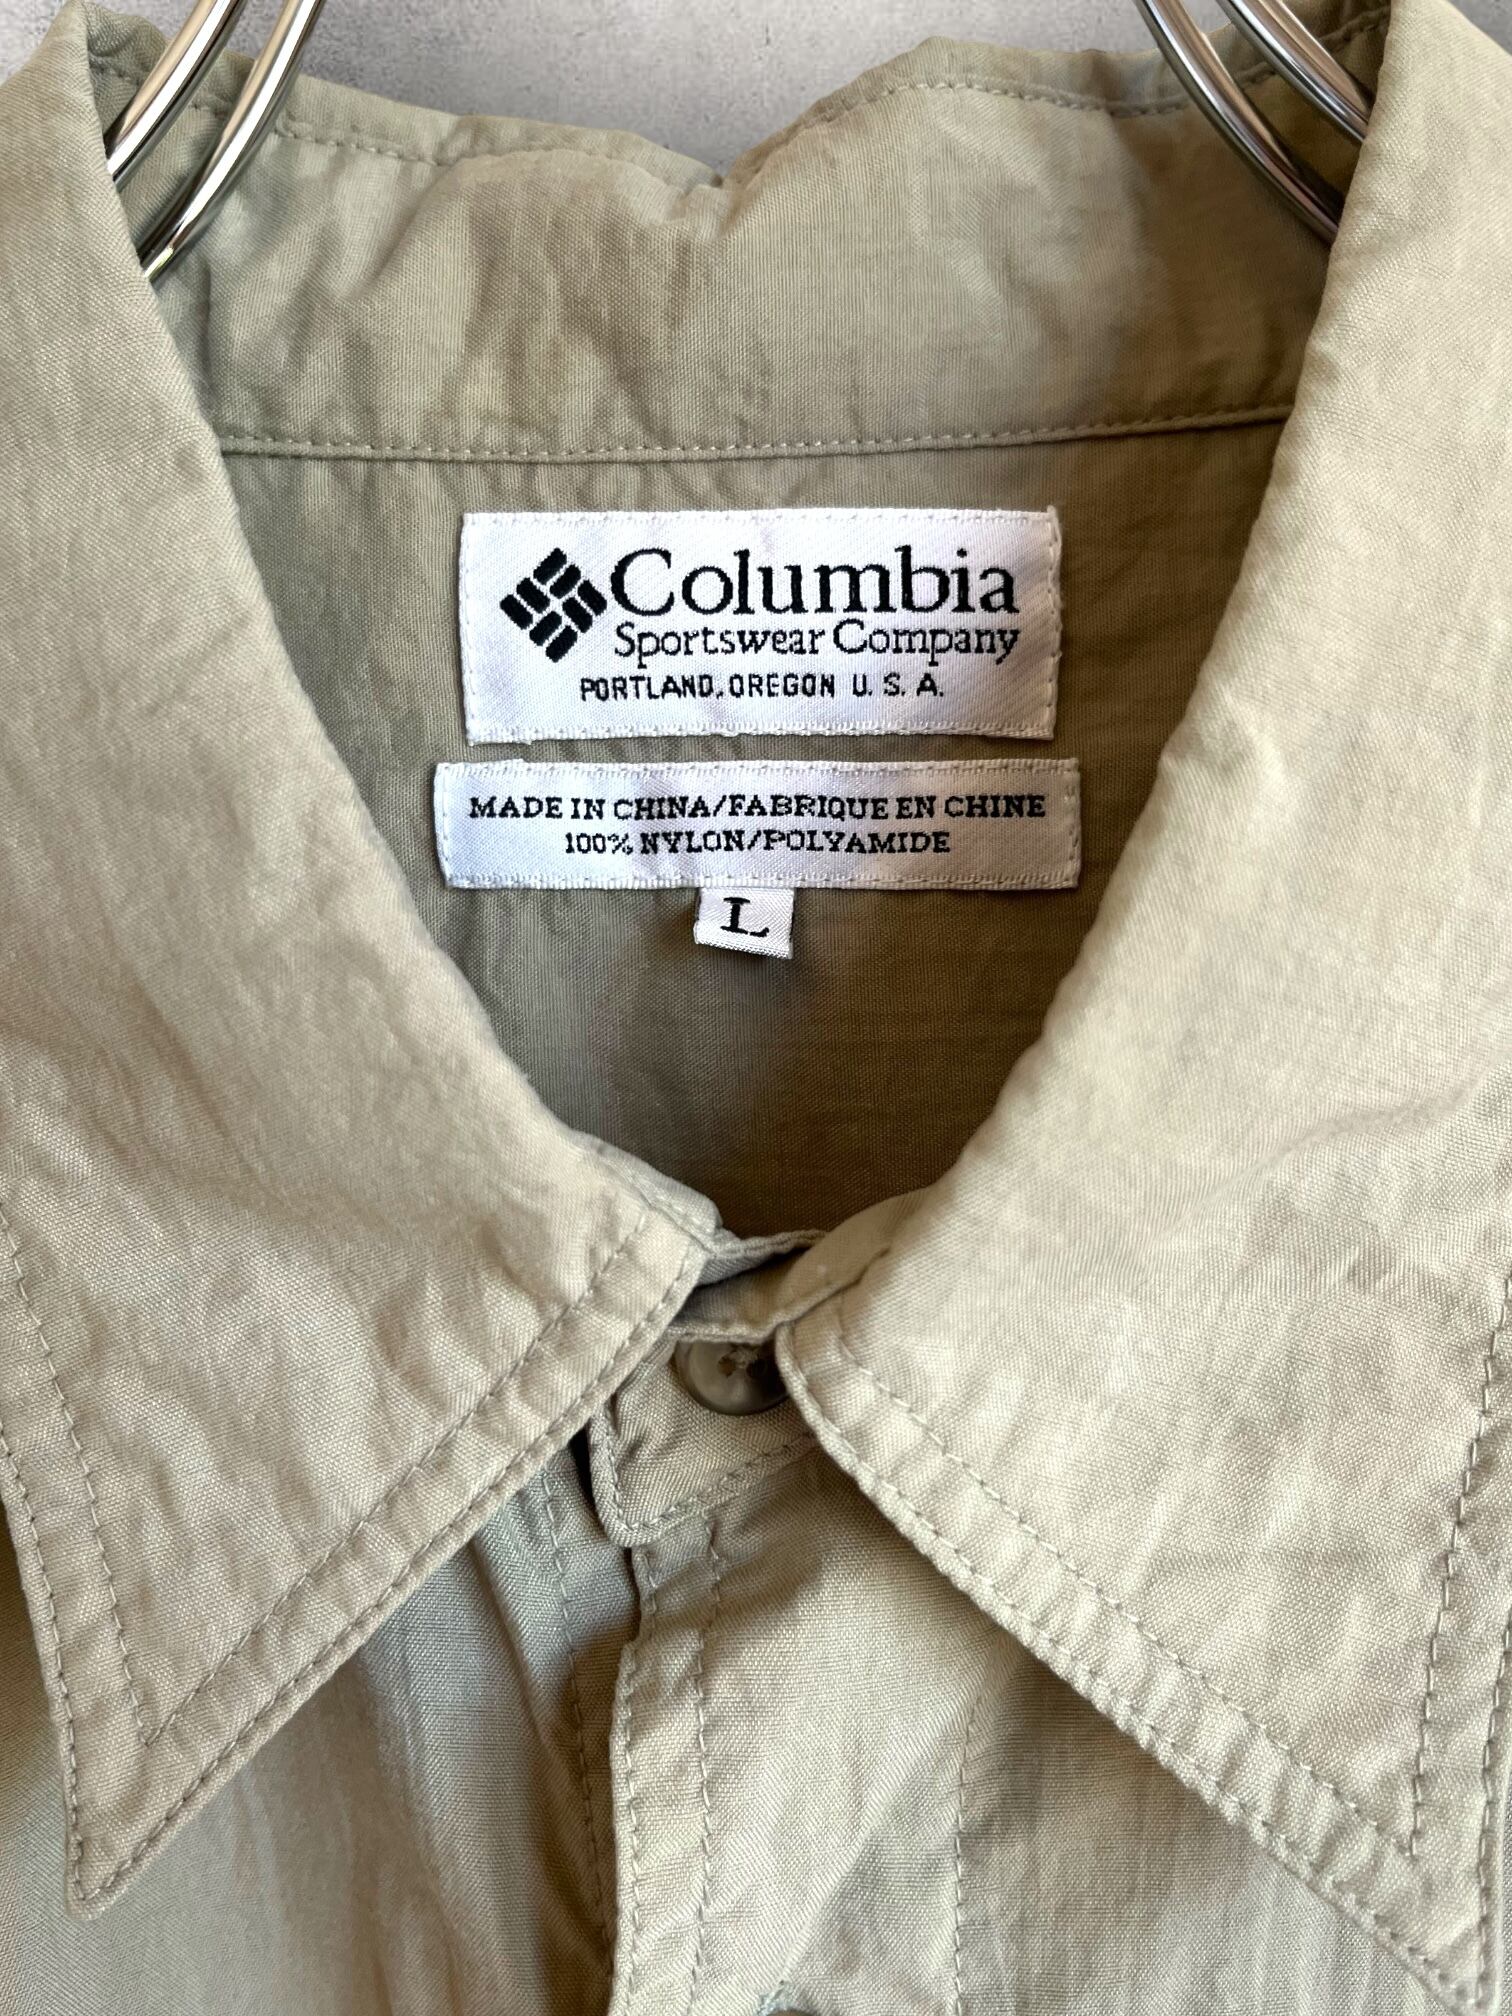 Columbia
Sportswear Company
PORTLAND, OREGON U.S.A.
MADE IN CHINA/FABRIQUE EN CHINE
100% NYLON/POLYAMIDE
L